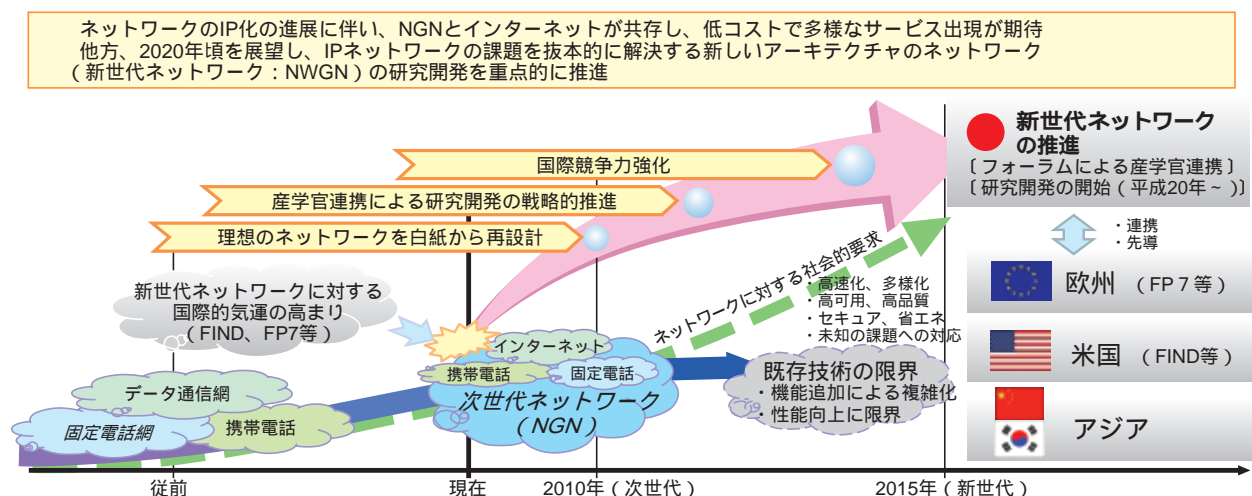 ネットワークのIP化の進展に伴い、NGNとインターネットが共存し、低コストで多様なサービス出現が期待
他方、2020年頃を展望し、IPネットワークの課題を抜本的に解決する新しいアーキテクチャのネットワーク
(新世代ネットワーク:NWGN)の研究開発を重点的に推進
新世代ネットワーク
の推進
〔フォーラムによる産学官連携〕
〔研究開発の開始(平成20年~)〕
国際競争力強化
産学官連携による研究開発の戦略的推進
理想のネットワークを白紙から再設計
・連携
・先導
新世代ネットワークに対する
国際的気運の高まり
(FIND、FP7等)
ネットワークに対する社会的要求
・高速化、多様化
・高可用、高品質
・セキュア、省エネ
・未知の課題への対応
欧州 (FP7等)
米国 (FIND等)
アジア
インターネット
携帯電話
固定電話
次世代ネットワーク
(NGN)
既存技術の限界
・機能追加による複雑化
・性能向上に限界
データ通信網
固定電話網
携帯電話
従前
現在
2010年(次世代)
2015年(新世代)